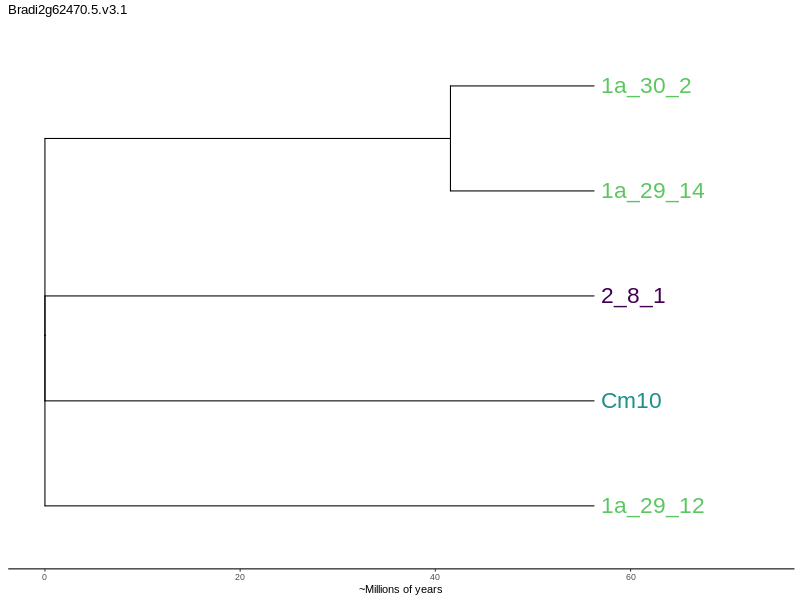 Bradi2g62470.5.v3.1
1a_30_2
1a_29_14
2_8_1
Cm10
1a_29_12
0 20 40 60
~Millions of years